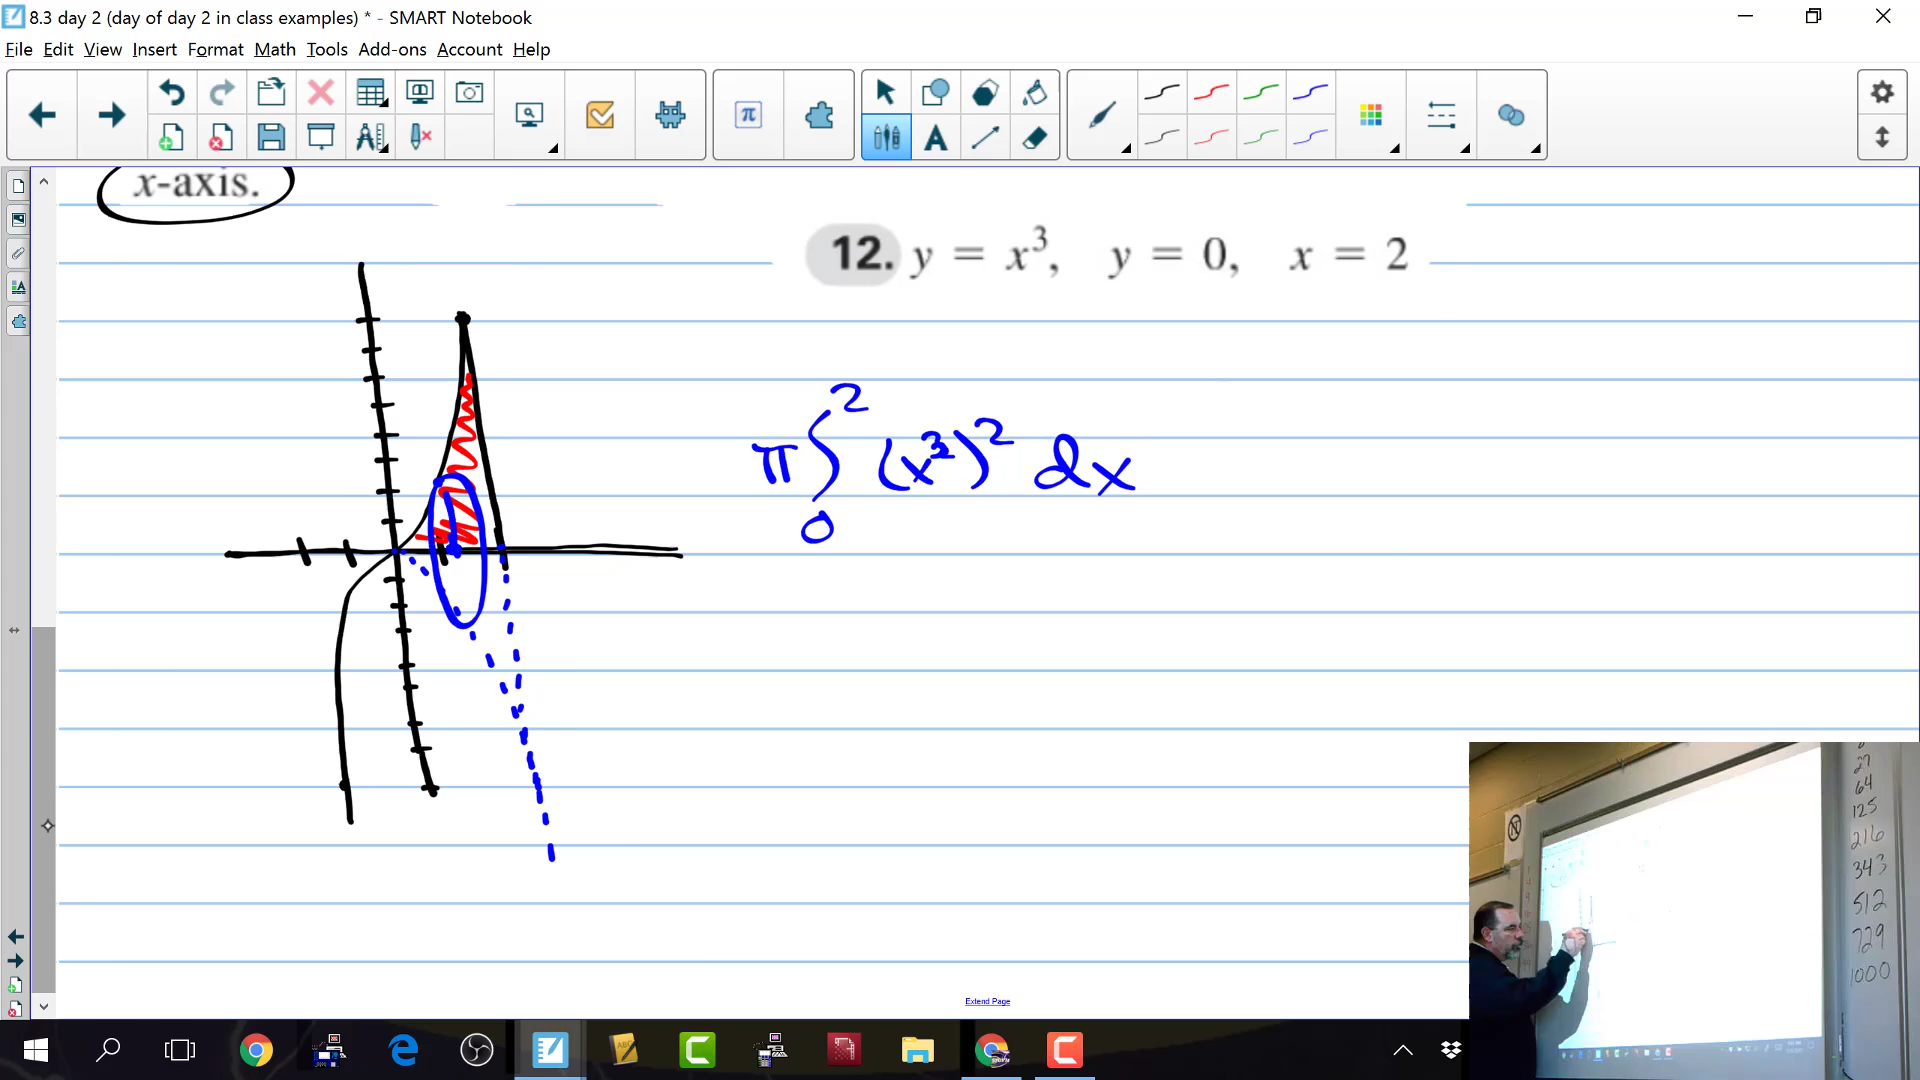 8.3 day 2 (day of day 2 in class examples) * - SMART Notebook
File Edit View Insert Format Math Tools Add-ons Account Help
x-axis.
12. y = x³, y = 0, x = 2
π∫₀² (x³)² dx
Extend Page
27
64
125
216
343
512
729
1000